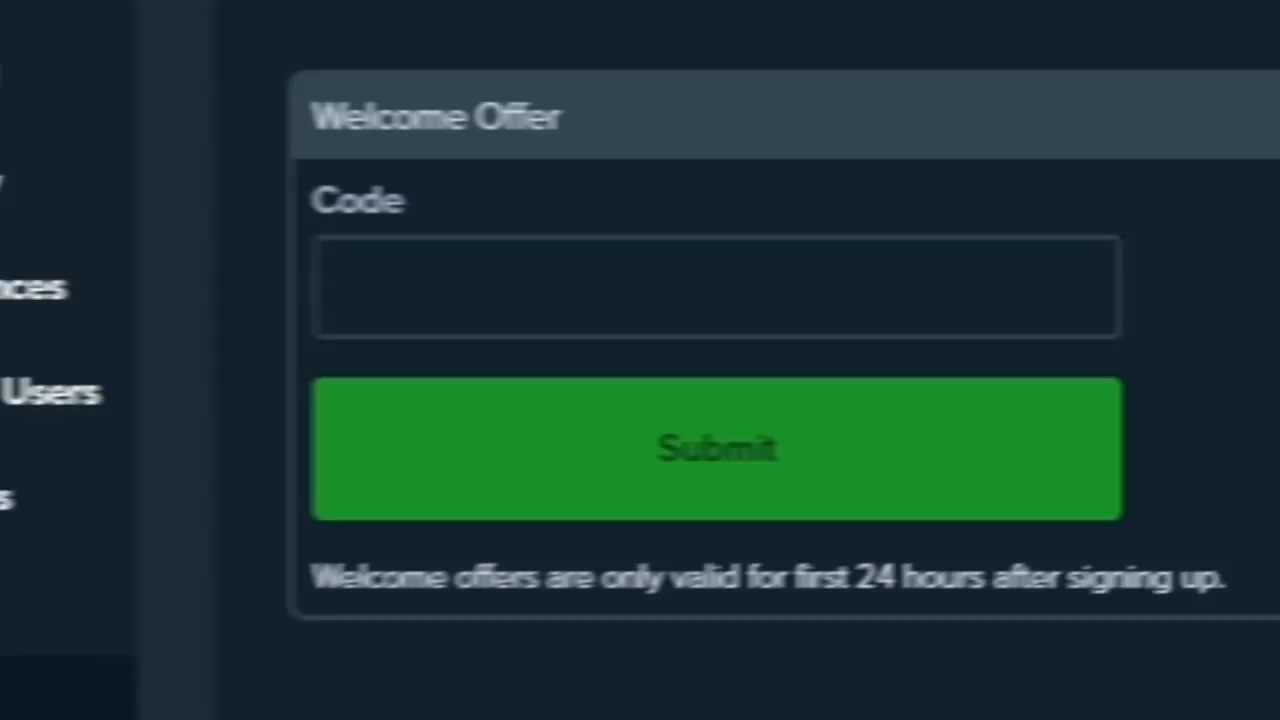 Welcome Offer
Code
Users
Submit
Welcome offers are only valid for first 24 hours after signing up.